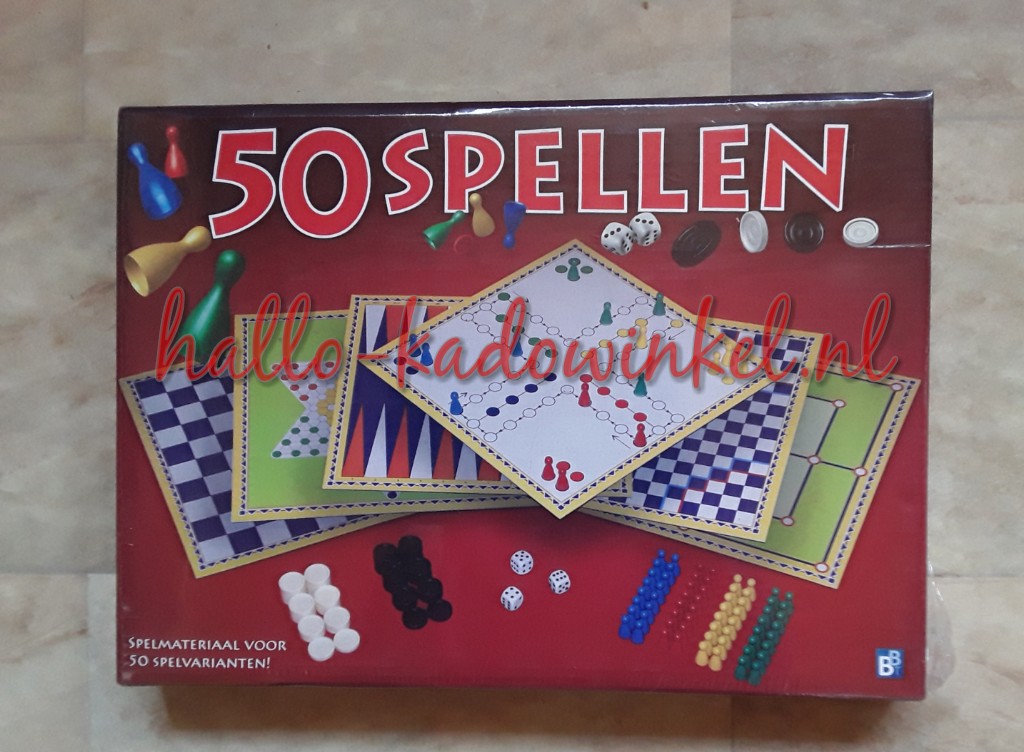 50 SPELLEN
hallo-kadowinkel.nl
SPELMATERIAAL VOOR
50 SPELVARIANTEN!